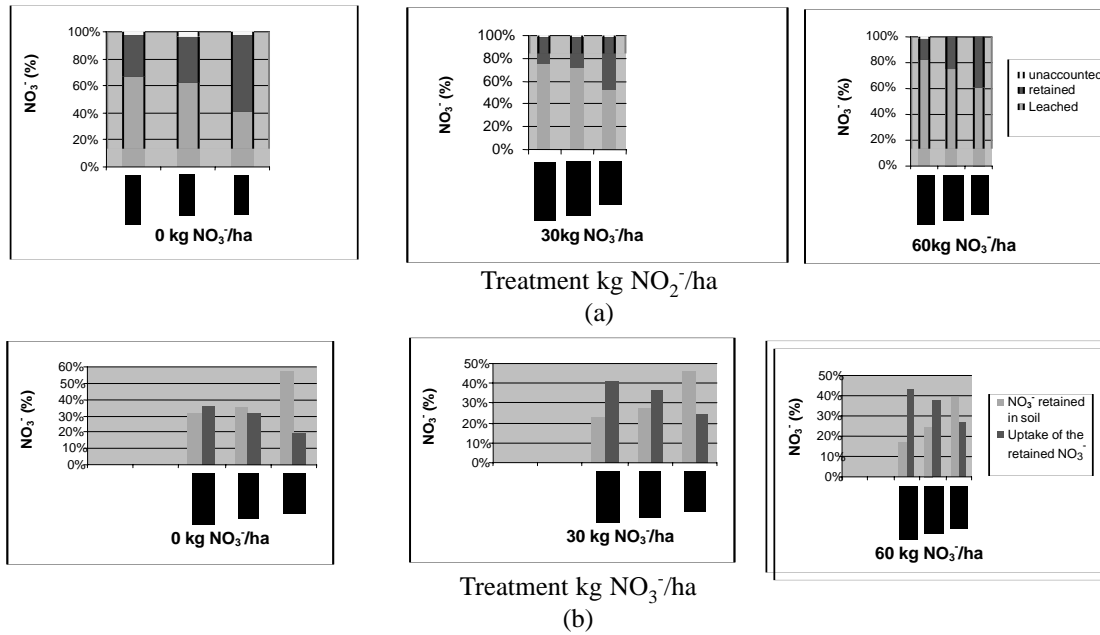 100%
80%
60%
40%
20%
0%
NO₃⁻ (%)
0 kg NO₃⁻/ha
100%
80%
60%
40%
20%
0%
NO₃⁻ (%)
30kg NO₃⁻/ha
100%
80%
60%
40%
20%
0%
NO₃⁻ (%)
60kg NO₃⁻/ha
unaccounted
retained
Leached
Treatment kg NO₂⁻/ha
(a)
60%
50%
40%
30%
20%
10%
0%
NO₃⁻ (%)
0 kg NO₃⁻/ha
50%
40%
30%
20%
10%
0%
NO₃⁻ (%)
30 kg NO₃⁻/ha
50%
40%
30%
20%
10%
0%
NO₃⁻ (%)
60 kg NO₃⁻/ha
NO₃⁻ retained
in soil
Uptake of the
retained NO₃⁻
Treatment kg NO₃⁻/ha
(b)